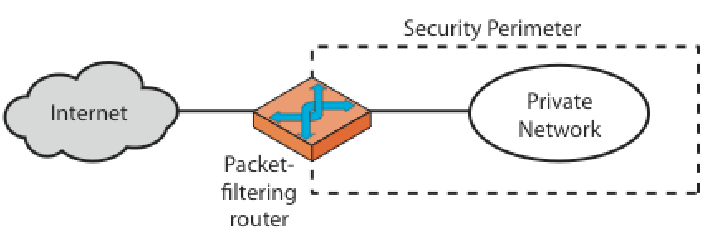 Security Perimeter
Internet
Private
Network
Packet-
filtering
router